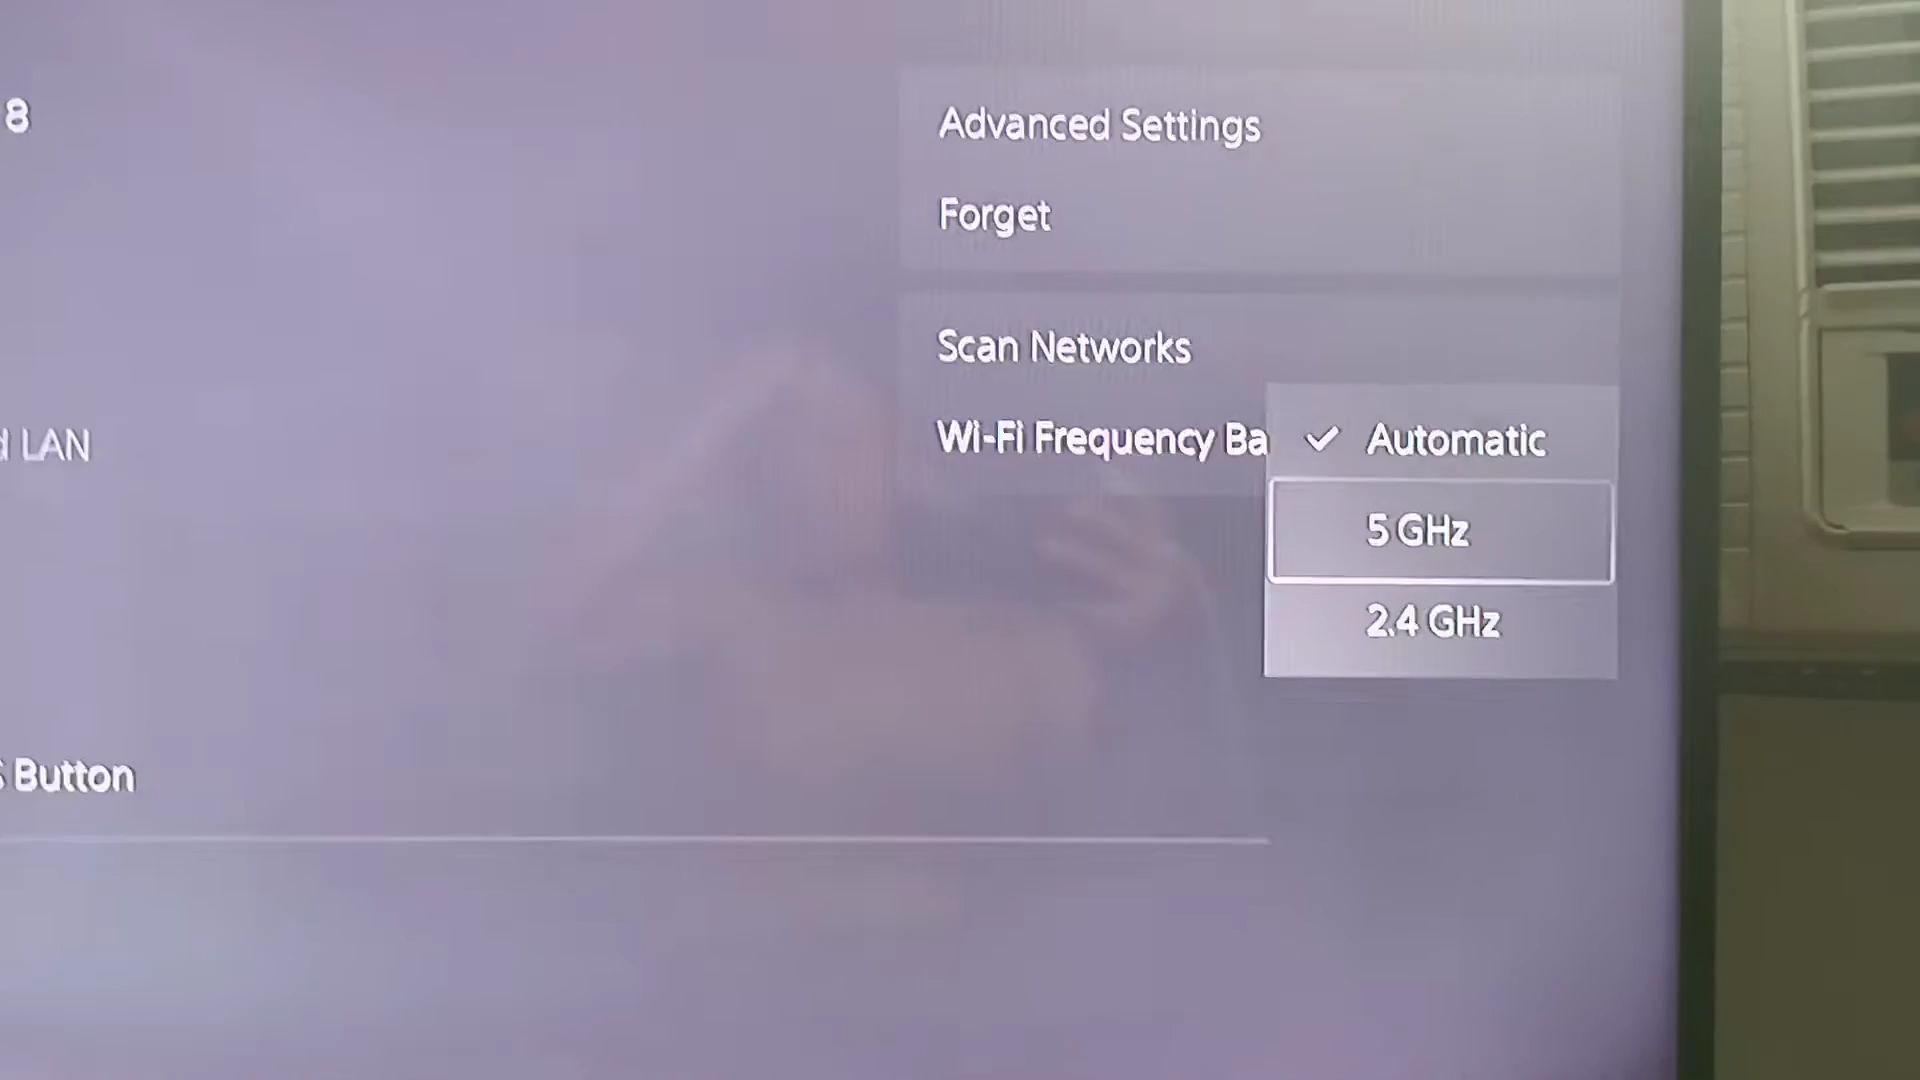 8
Advanced Settings
Forget
Scan Networks
LAN
Wi-Fi Frequency Ba
Automatic
5 GHz
2.4 GHz
Button